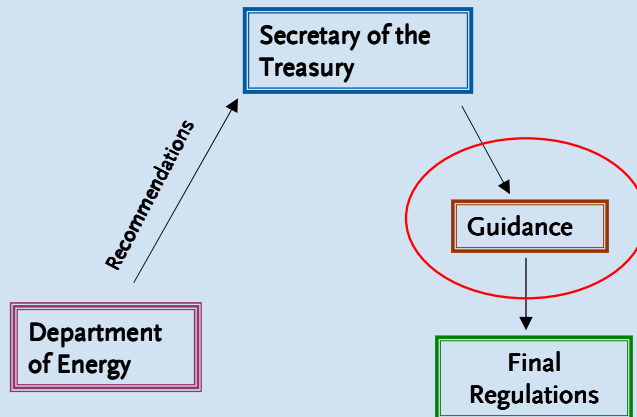 Secretary of the
Treasury
Recommendations
Guidance
Department
of Energy
Final
Regulations